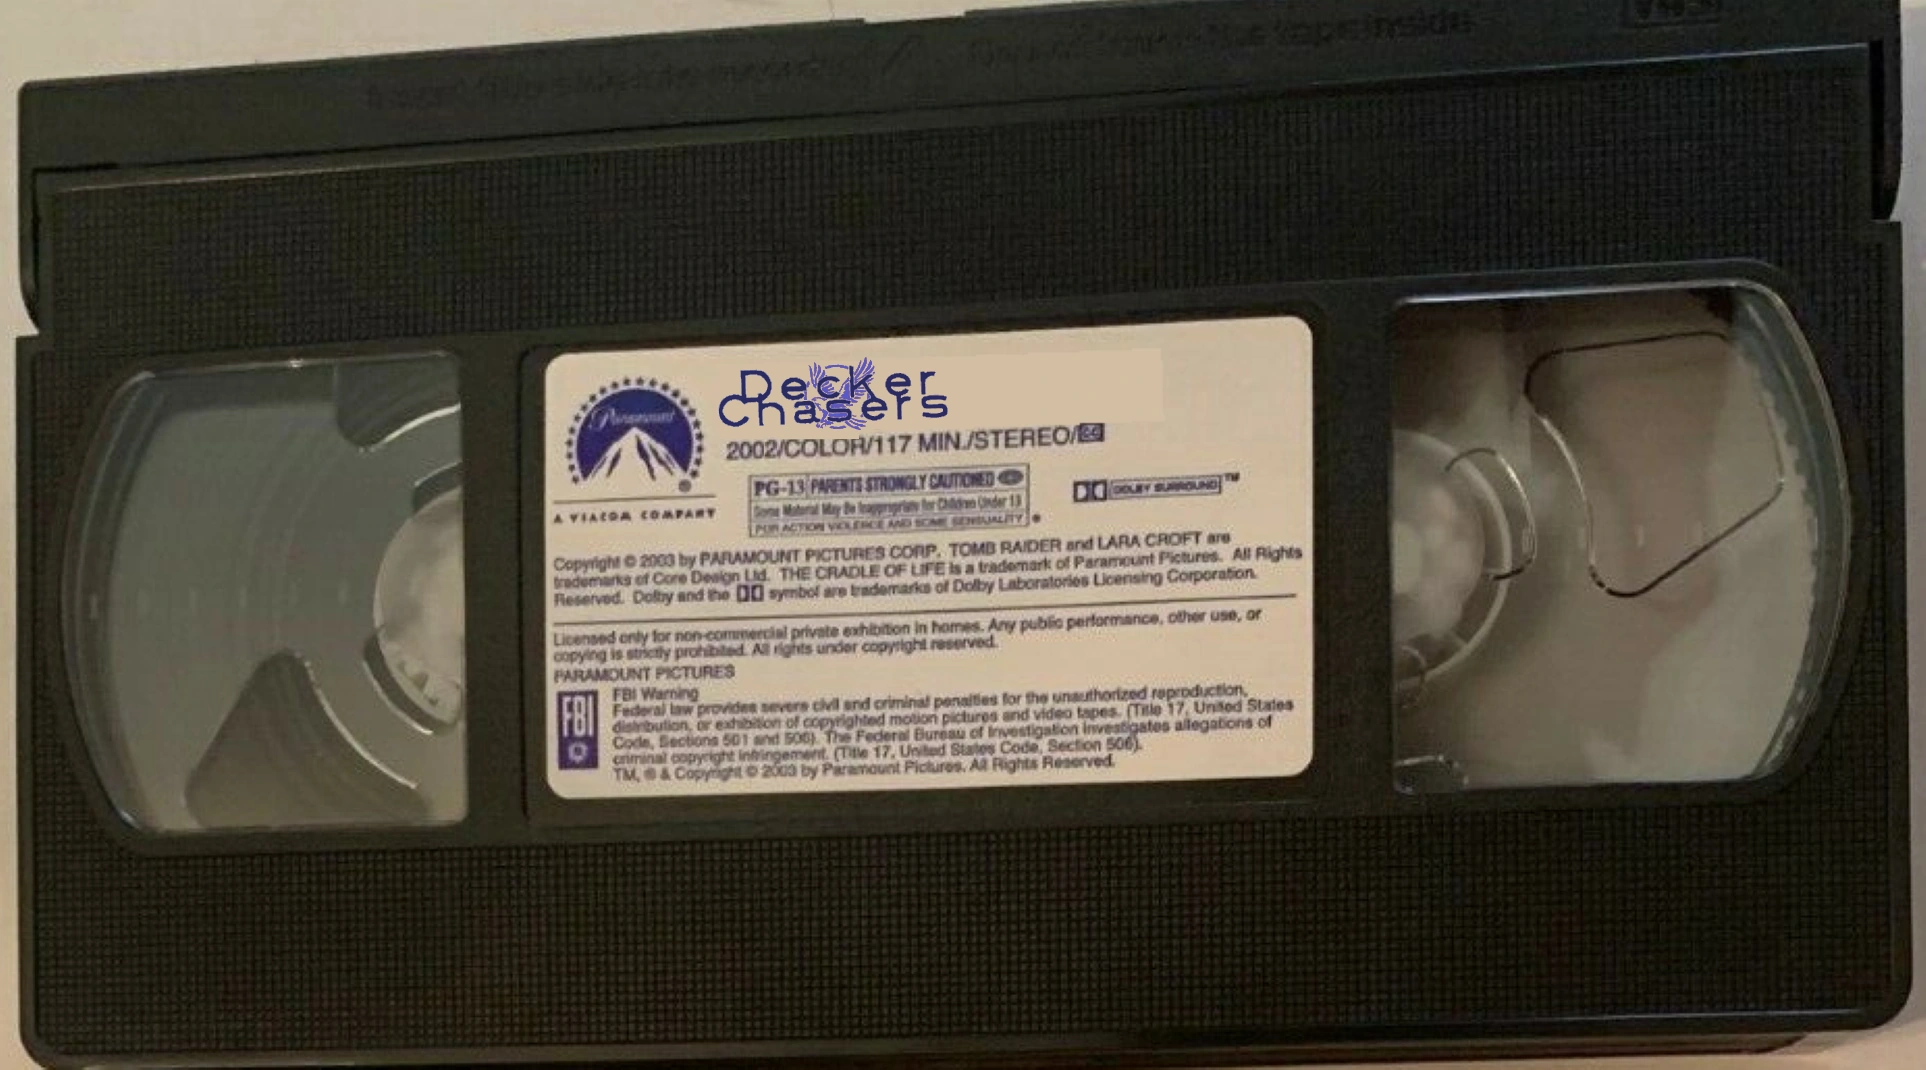 VHS
Paramount
®
A VIACOM COMPANY
Decker
Chasers
2002/COLOR/117 MIN./STEREO/CC
PG-13 PARENTS STRONGLY CAUTIONED
Some Material May Be Inappropriate for Children Under 13
FOR ACTION VIOLENCE AND SOME SENSUALITY ®
DOLBY SURROUND ™
Copyright © 2003 by PARAMOUNT PICTURES CORP. TOMB RAIDER and LARA CROFT are
trademarks of Core Design Ltd. THE CRADLE OF LIFE is a trademark of Paramount Pictures. All Rights
Reserved. Dolby and the symbol are trademarks of Dolby Laboratories Licensing Corporation.
Licensed only for non-commercial private exhibition in homes. Any public performance, other use, or
copying is strictly prohibited. All rights under copyright reserved.
PARAMOUNT PICTURES
FBI
FBI Warning
Federal law provides severe civil and criminal penalties for the unauthorized reproduction,
distribution, or exhibition of copyrighted motion pictures and video tapes. (Title 17, United States
Code, Sections 501 and 506). The Federal Bureau of Investigation investigates allegations of
criminal copyright infringement. (Title 17, United States Code, Section 506).
TM, ® & Copyright © 2003 by Paramount Pictures. All Rights Reserved.